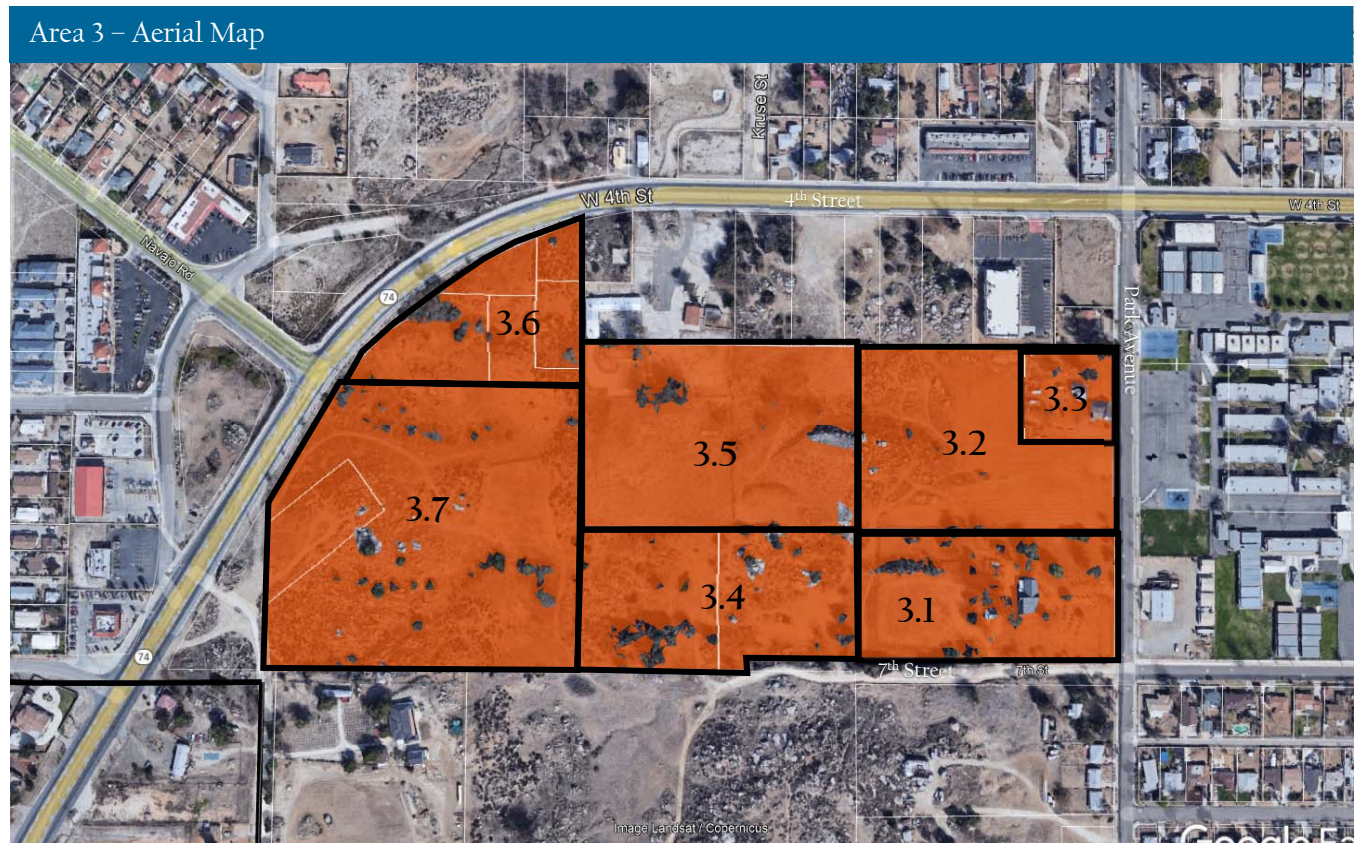 Area 3 – Aerial Map
Kruse St
W 4th St
4th Street
W 4th St
Navajo Rd
74
Park Avenue
3.6
3.3
3.2
3.5
3.7
3.4
3.1
74
7th Street
7th St
Image Landsat / Copernicus